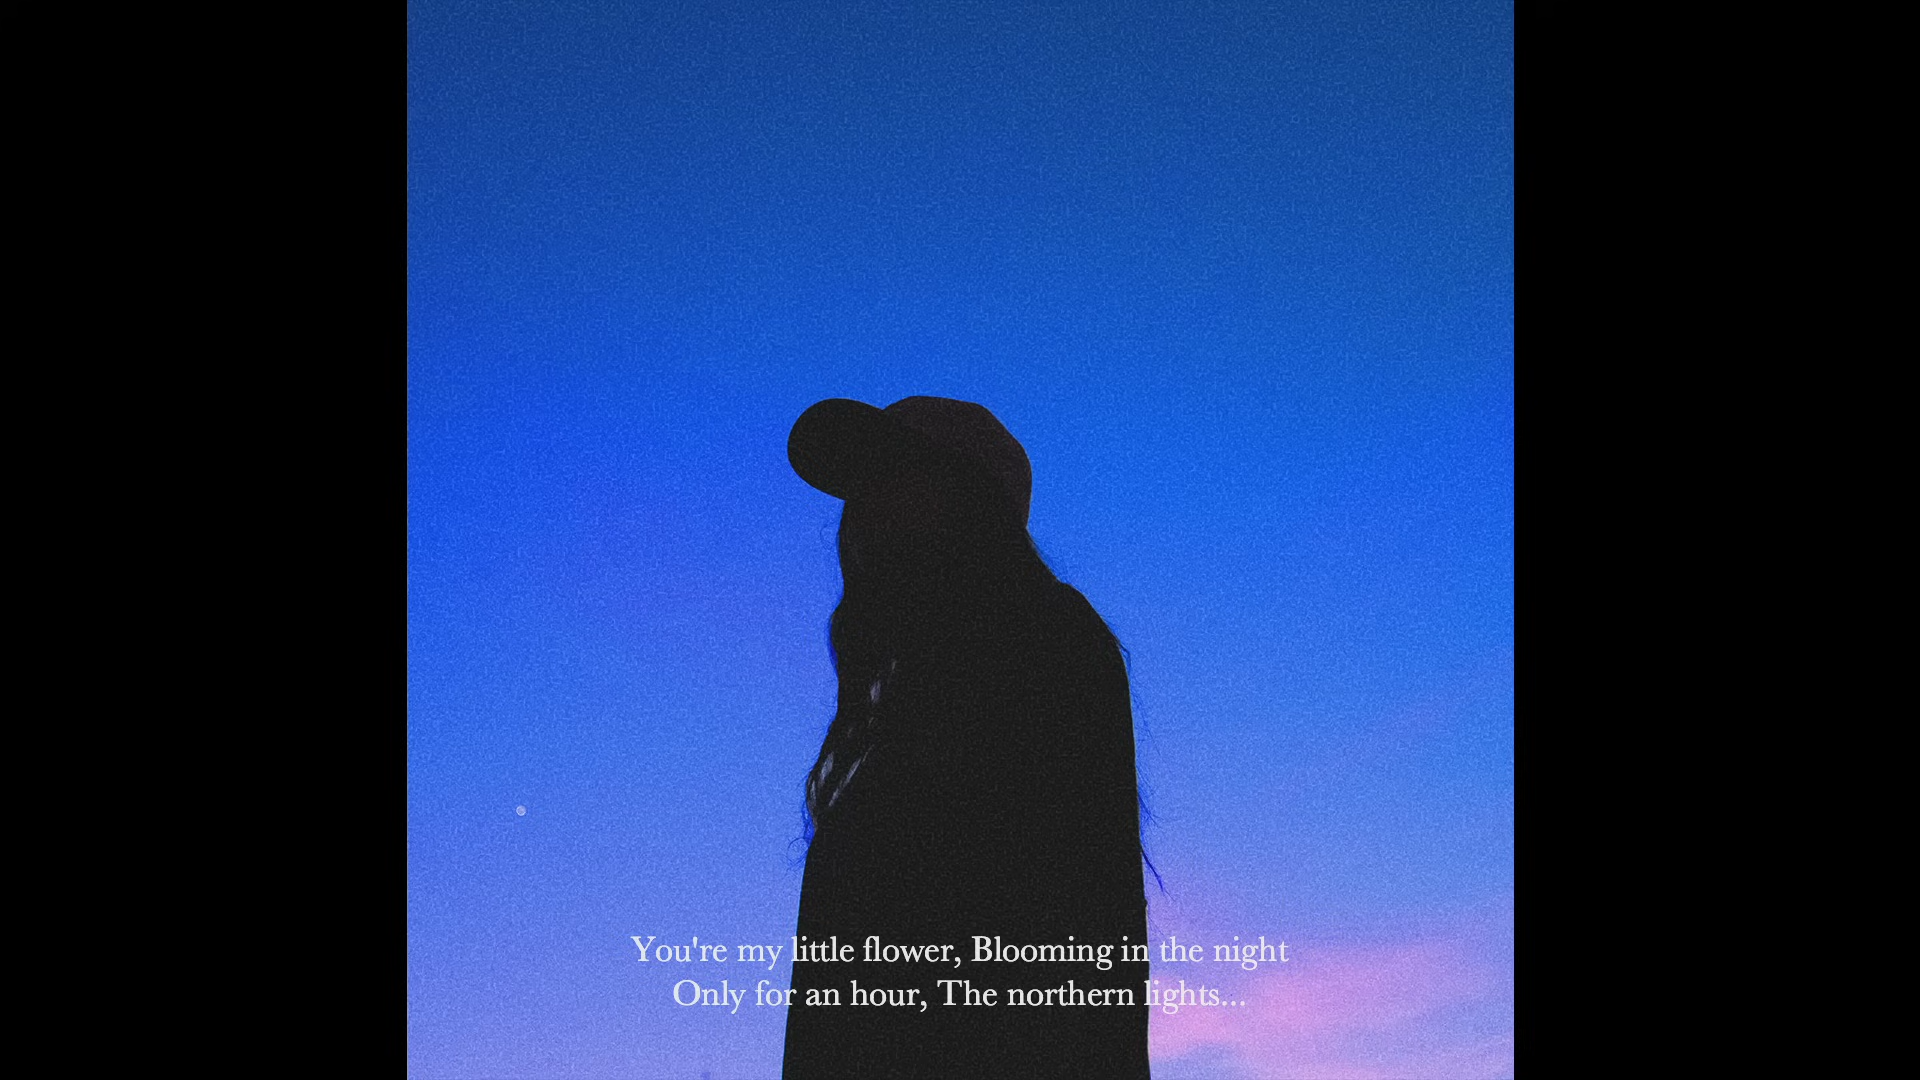 You're my little flower, Blooming in the night
Only for an hour, The northern lights...